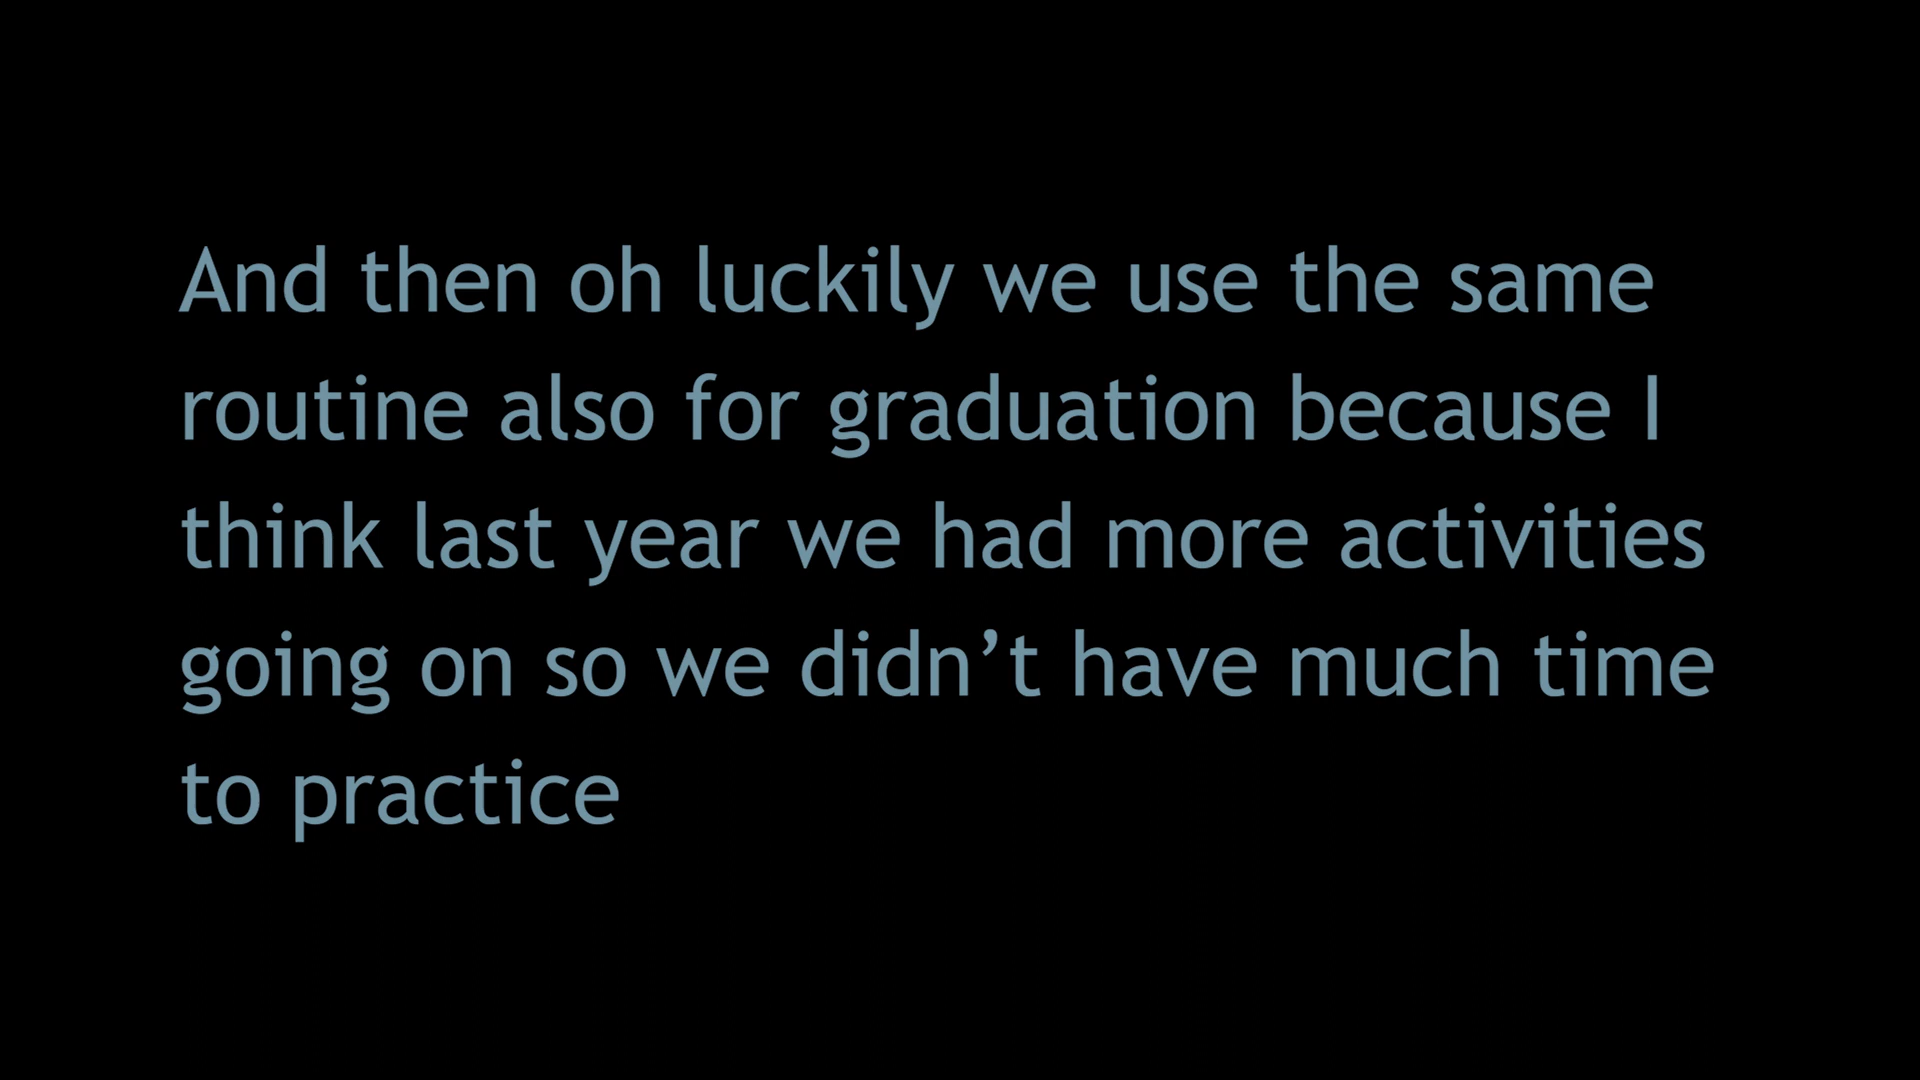 And then oh luckily we use the same
routine also for graduation because I
think last year we had more activities
going on so we didn’t have much time
to practice